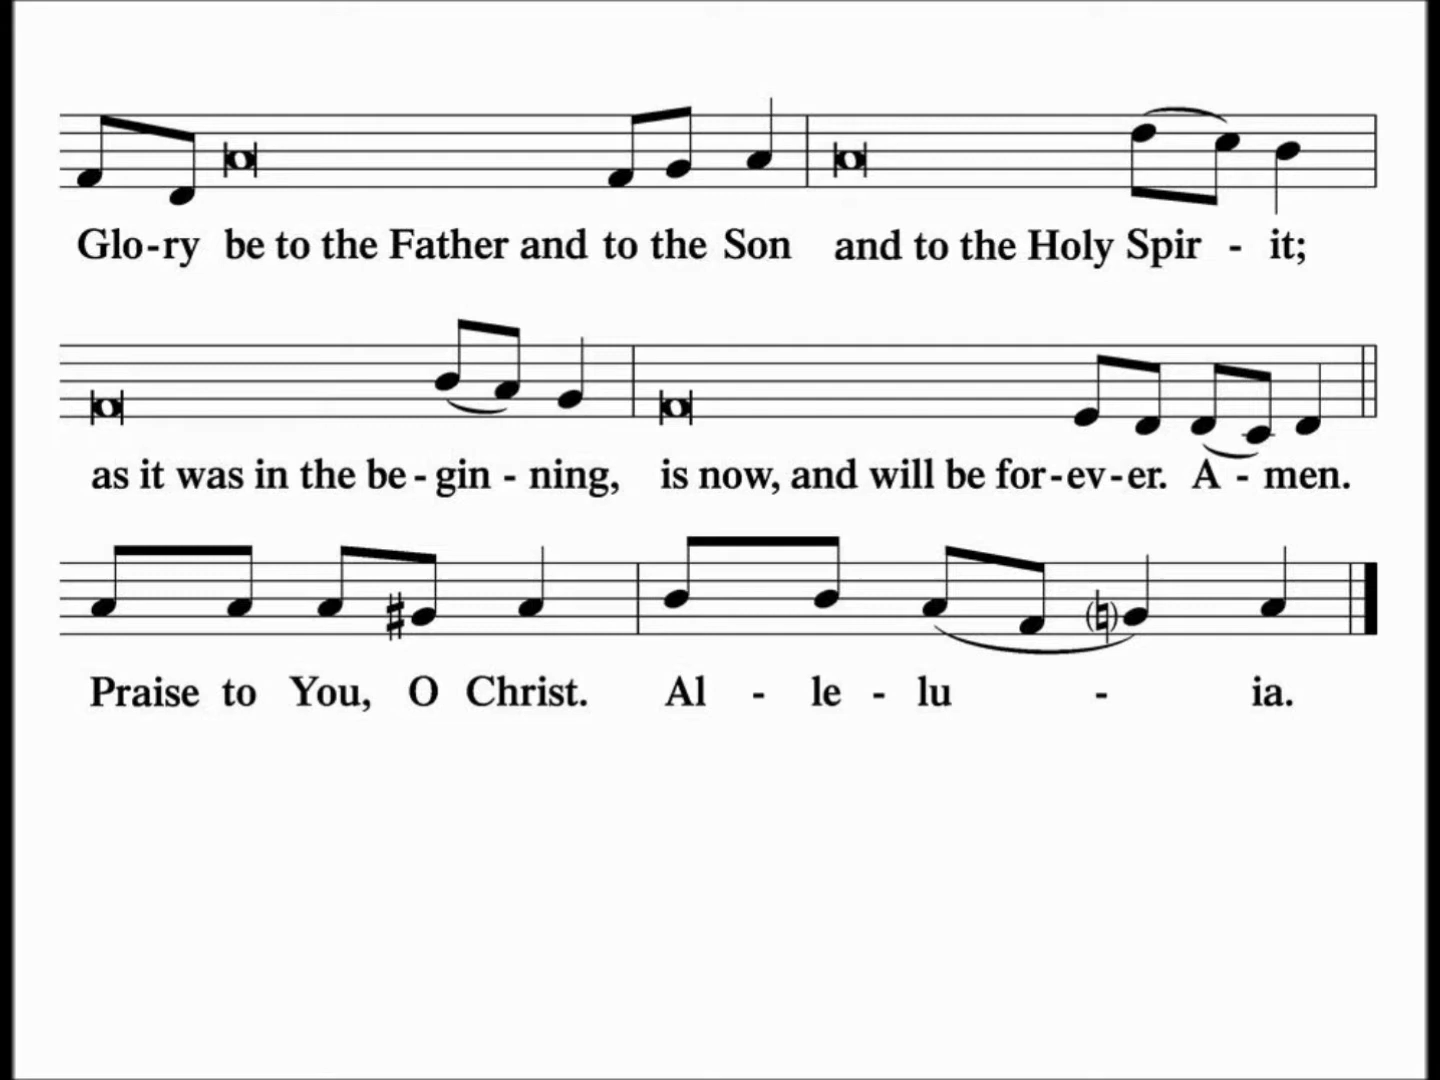 Glo-ry be to the Father and to the Son and to the Holy Spir - it;
as it was in the be - gin - ning, is now, and will be for-ev-er. A - men.
Praise to You, O Christ. Al - le - lu - ia.